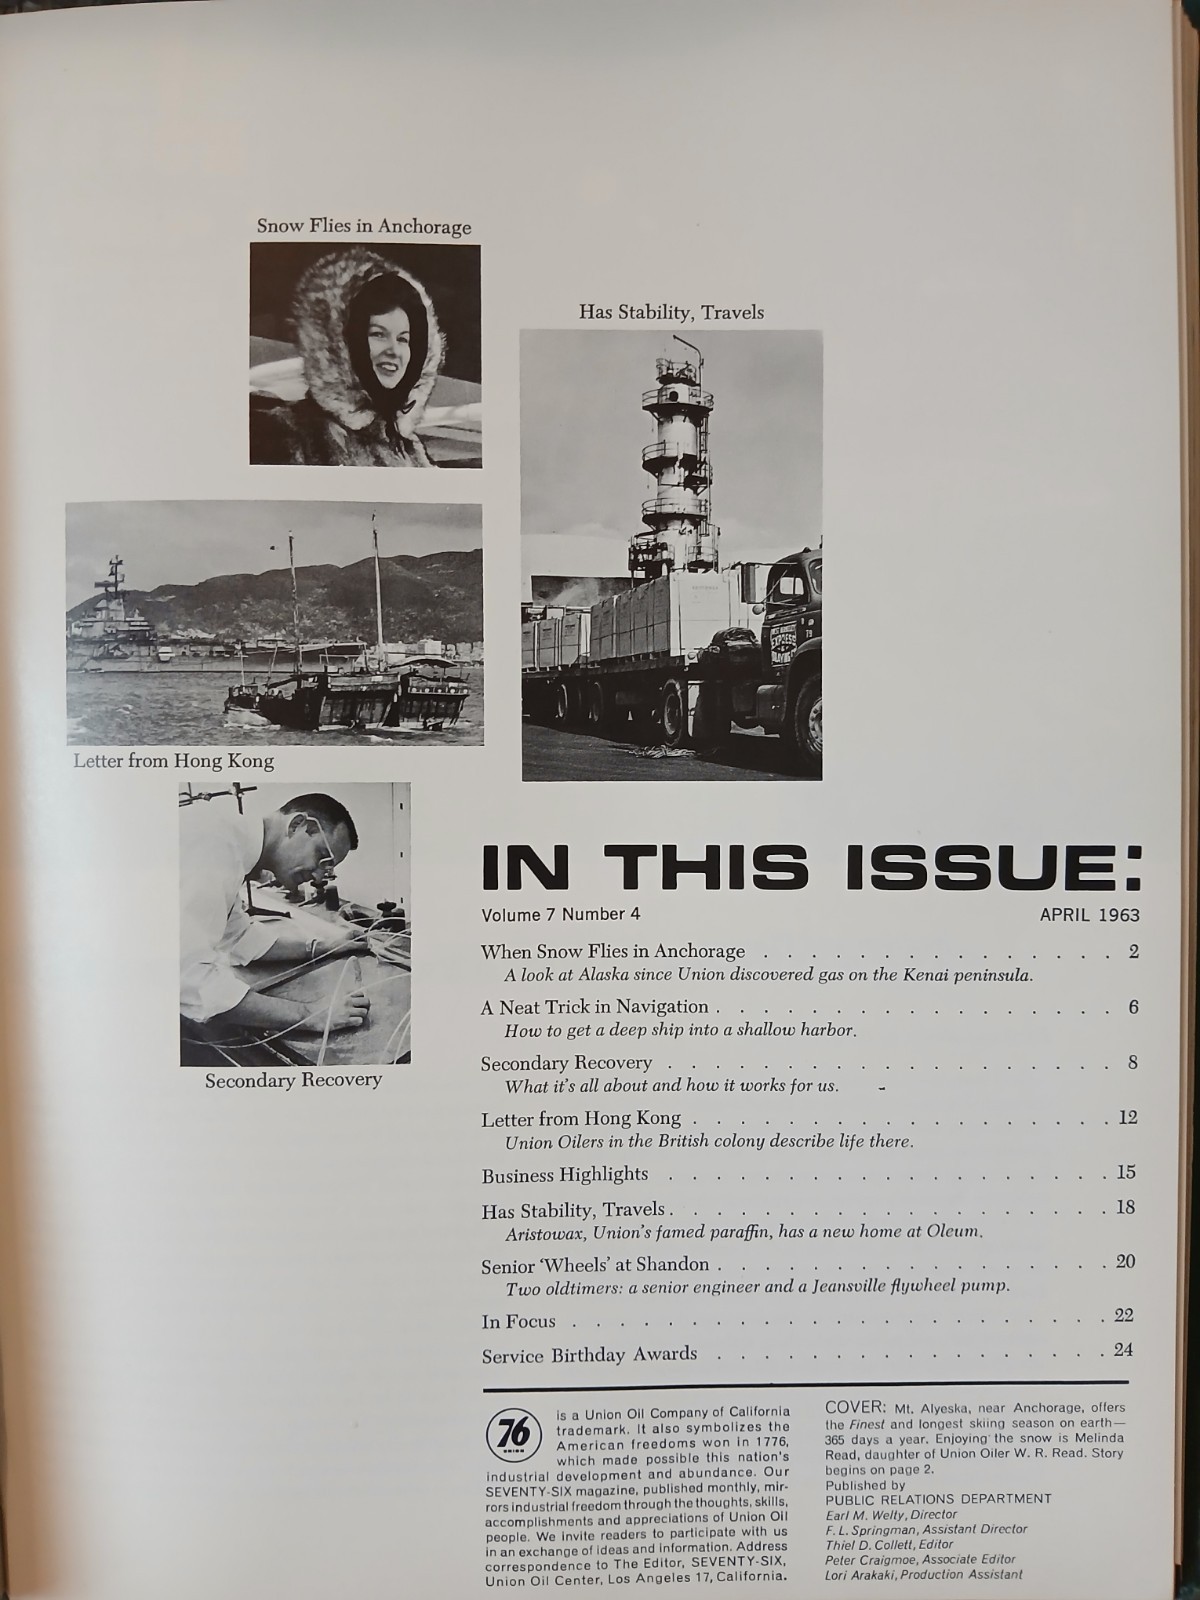 Snow Flies in Anchorage
Has Stability, Travels
EXPRESS
79
Letter from Hong Kong
Secondary Recovery
IN THIS ISSUE:
Volume 7 Number 4 APRIL 1963
When Snow Flies in Anchorage . . . . . . . . . . . . . . . 2
A look at Alaska since Union discovered gas on the Kenai peninsula.
A Neat Trick in Navigation . . . . . . . . . . . . . . . . . 6
How to get a deep ship into a shallow harbor.
Secondary Recovery . . . . . . . . . . . . . . . . . . . 8
What it's all about and how it works for us.
Letter from Hong Kong . . . . . . . . . . . . . . . . . . 12
Union Oilers in the British colony describe life there.
Business Highlights . . . . . . . . . . . . . . . . . . . 15
Has Stability, Travels . . . . . . . . . . . . . . . . . . . 18
Aristowax, Union's famed paraffin, has a new home at Oleum.
Senior 'Wheels' at Shandon . . . . . . . . . . . . . . . . . 20
Two oldtimers: a senior engineer and a Jeansville flywheel pump.
In Focus . . . . . . . . . . . . . . . . . . . . . . . 22
Service Birthday Awards . . . . . . . . . . . . . . . . . 24
76
UNION
is a Union Oil Company of California
trademark. It also symbolizes the
American freedoms won in 1776,
which made possible this nation's
industrial development and abundance. Our
SEVENTY-SIX magazine, published monthly, mir-
rors industrial freedom through the thoughts, skills,
accomplishments and appreciations of Union Oil
people. We invite readers to participate with us
in an exchange of ideas and information. Address
correspondence to The Editor, SEVENTY-SIX,
Union Oil Center, Los Angeles 17, California.
COVER: Mt. Alyeska, near Anchorage, offers
the Finest and longest skiing season on earth—
365 days a year. Enjoying the snow is Melinda
Read, daughter of Union Oiler W. R. Read. Story
begins on page 2.
Published by
PUBLIC RELATIONS DEPARTMENT
Earl M. Welty, Director
F. L. Springman, Assistant Director
Thiel D. Collett, Editor
Peter Craigmoe, Associate Editor
Lori Arakaki, Production Assistant